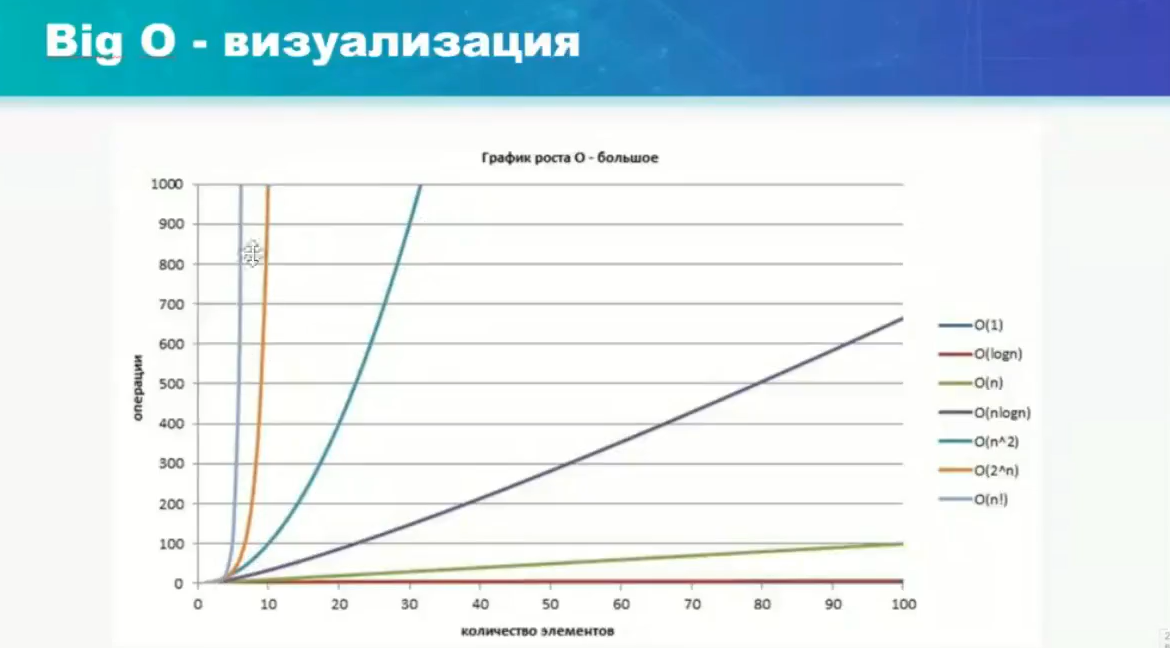 Big O - визуализация
График роста О - большое
1000
900
800
700
600
500
400
300
200
100
0
операции
0 10 20 30 40 50 60 70 80 90 100
количество элементов
O(1)
O(logn)
O(n)
O(nlogn)
O(n^2)
O(2^n)
O(n!)